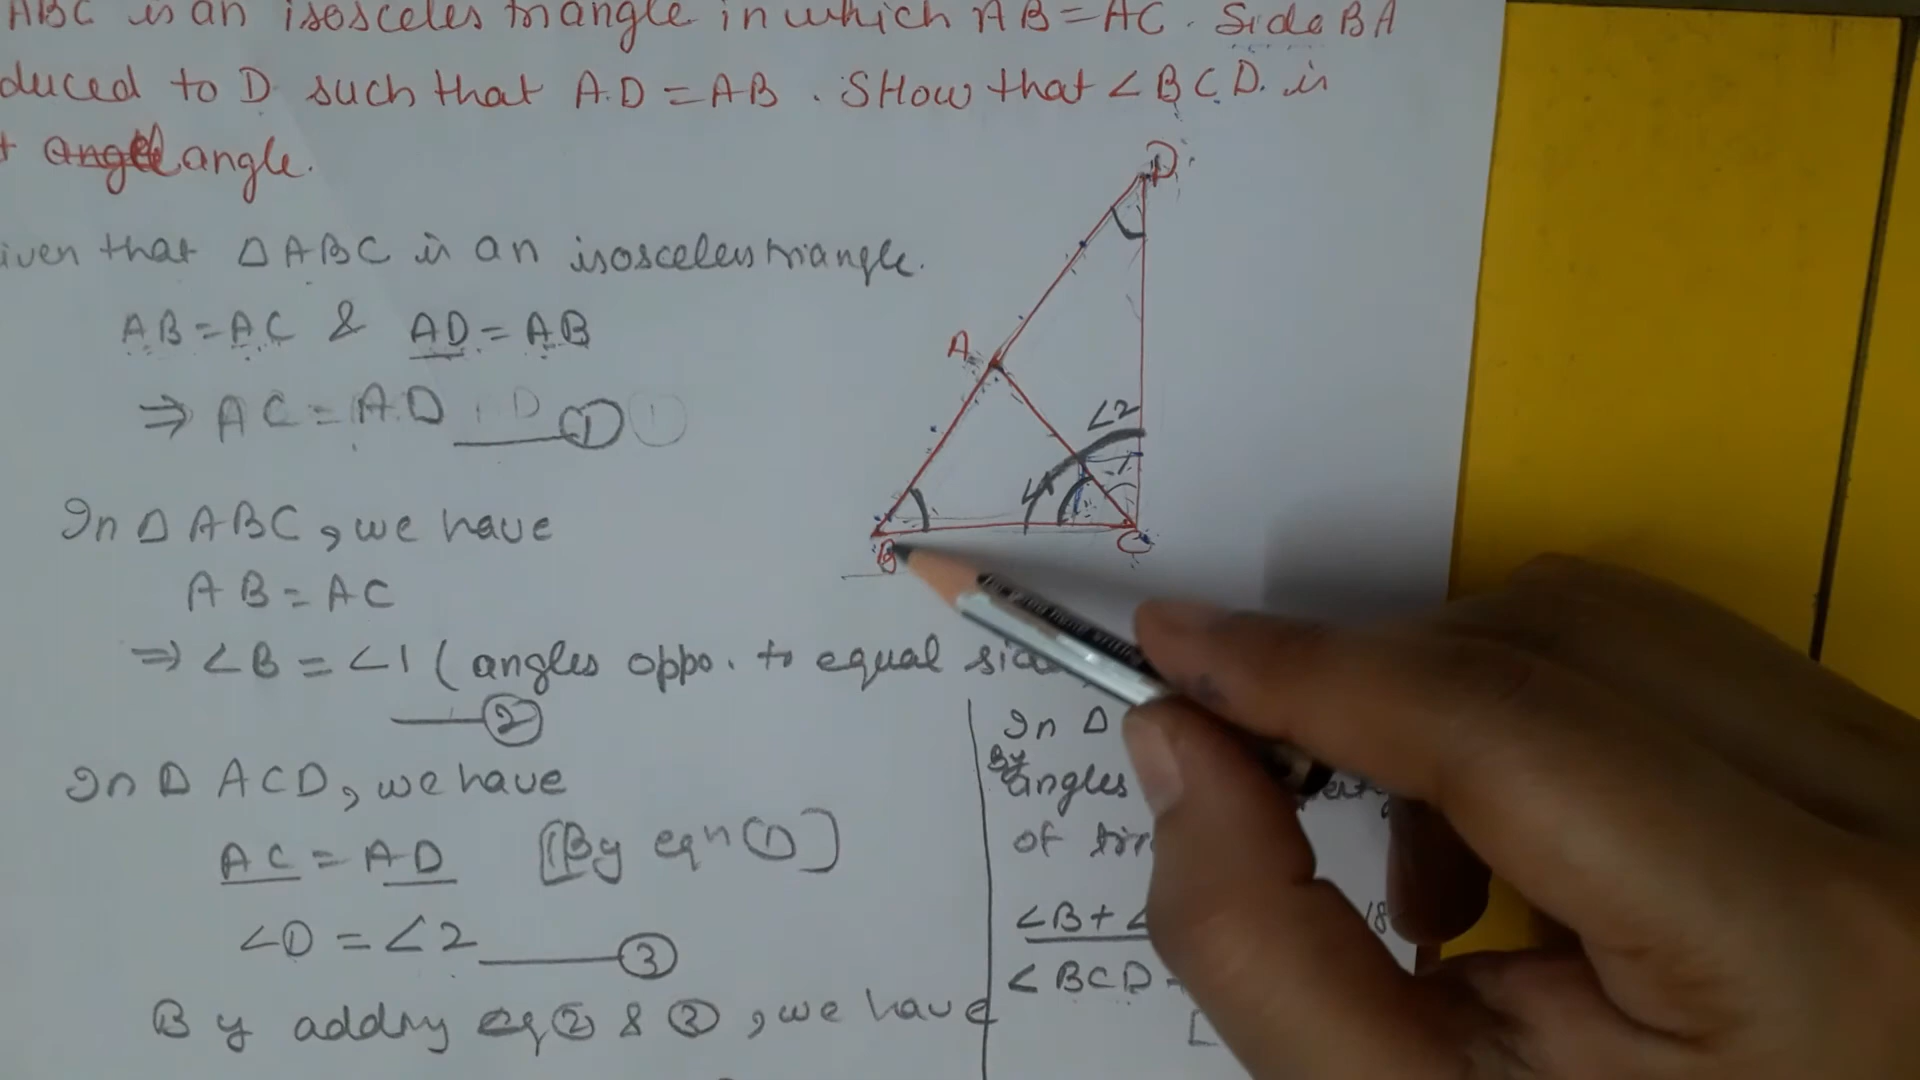 ABC is an isosceles triangle in which AB=AC. Side BA
duced to D such that AD=AB. SHow that ∠BCD is
angle.
iven that △ABC is an isosceles triangle.
AB=AC & AD=AB
⇒ AC=AD ①
In △ABC, we have
AB=AC
⇒ ∠B=∠1 (angles oppo. to equal
②
In △ACD, we have
AC=AD [By eqn ①]
∠D=∠2 ③
By adding eq ② & ③, we have
D
A
∠2
B
C
In △
By
angles
of
∠B+∠
∠BCD